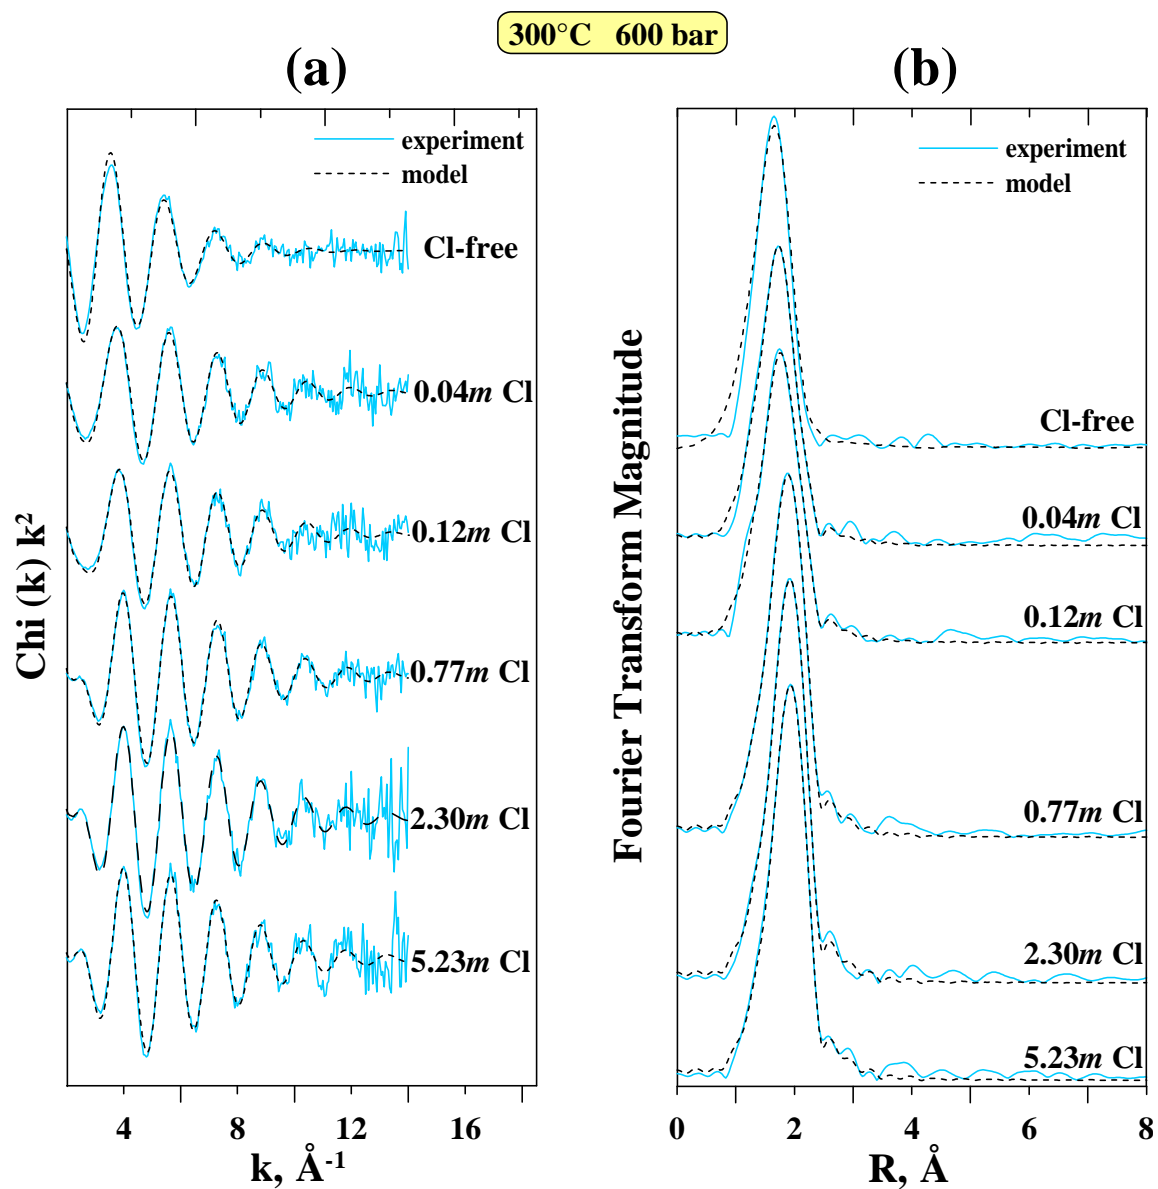 300°C 600 bar
(a)
experiment
model
Cl-free
0.04m Cl
0.12m Cl
0.77m Cl
2.30m Cl
5.23m Cl
Chi (k) k²
4 8 12 16
k, Å⁻¹
(b)
experiment
model
Cl-free
0.04m Cl
0.12m Cl
0.77m Cl
2.30m Cl
5.23m Cl
Fourier Transform Magnitude
0 2 4 6 8
R, Å